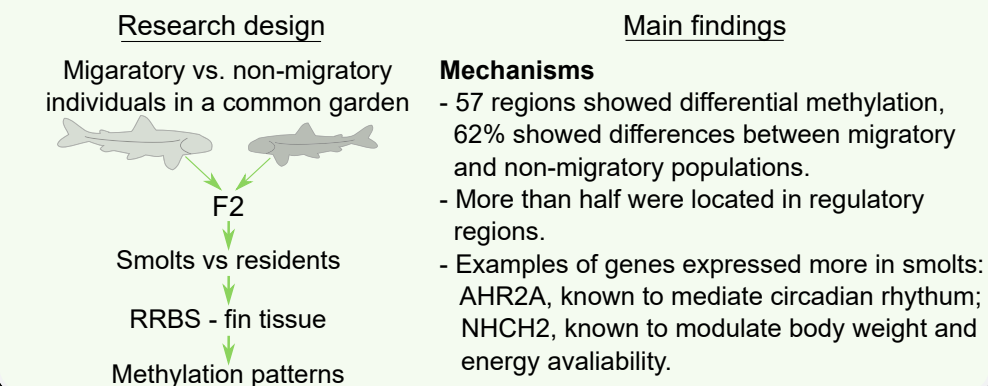 Research design
Migaratory vs. non-migratory
individuals in a common garden
F2
Smolts vs residents
RRBS - fin tissue
Methylation patterns
Main findings
Mechanisms
- 57 regions showed differential methylation,
62% showed differences between migratory
and non-migratory populations.
- More than half were located in regulatory
regions.
- Examples of genes expressed more in smolts:
AHR2A, known to mediate circadian rhythum;
NHCH2, known to modulate body weight and
energy avaliability.